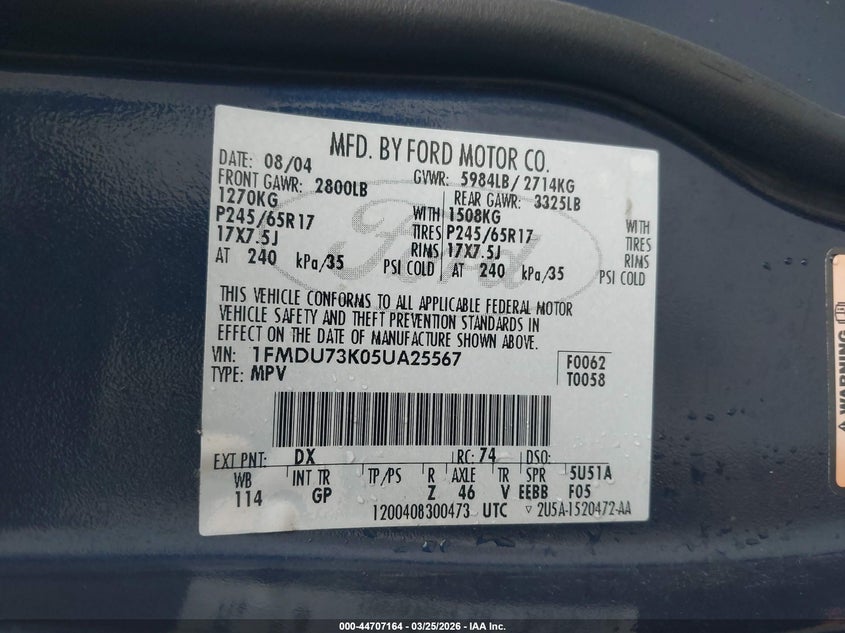 MFD. BY FORD MOTOR CO.
DATE: 08/04 GVWR: 5984LB/2714KG
FRONT GAWR: 2800LB REAR GAWR: 3325LB
1270KG WITH 1508KG WITH
P245/65R17 TIRES P245/65R17 TIRES
17X7.5J RIMS 17X7.5J RIMS
AT 240 kPa/35 PSI COLD AT 240 kPa/35 PSI COLD
Ford
THIS VEHICLE CONFORMS TO ALL APPLICABLE FEDERAL MOTOR
VEHICLE SAFETY AND THEFT PREVENTION STANDARDS IN
EFFECT ON THE DATE OF MANUFACTURE SHOWN ABOVE.
VIN: 1FMDU73K05UA25567 F0062
TYPE: MPV T0058
EXT PNT: DX RC: 74 DSO:
WB INT TR TP/PS R AXLE TR SPR 5U51A
114 GP Z 46 V EEBB F05
1200408300473 UTC ▽ 2U5A-1520472-AA
⚠ WARNING
000-44707164 — 03/25/2026 — IAA Inc.